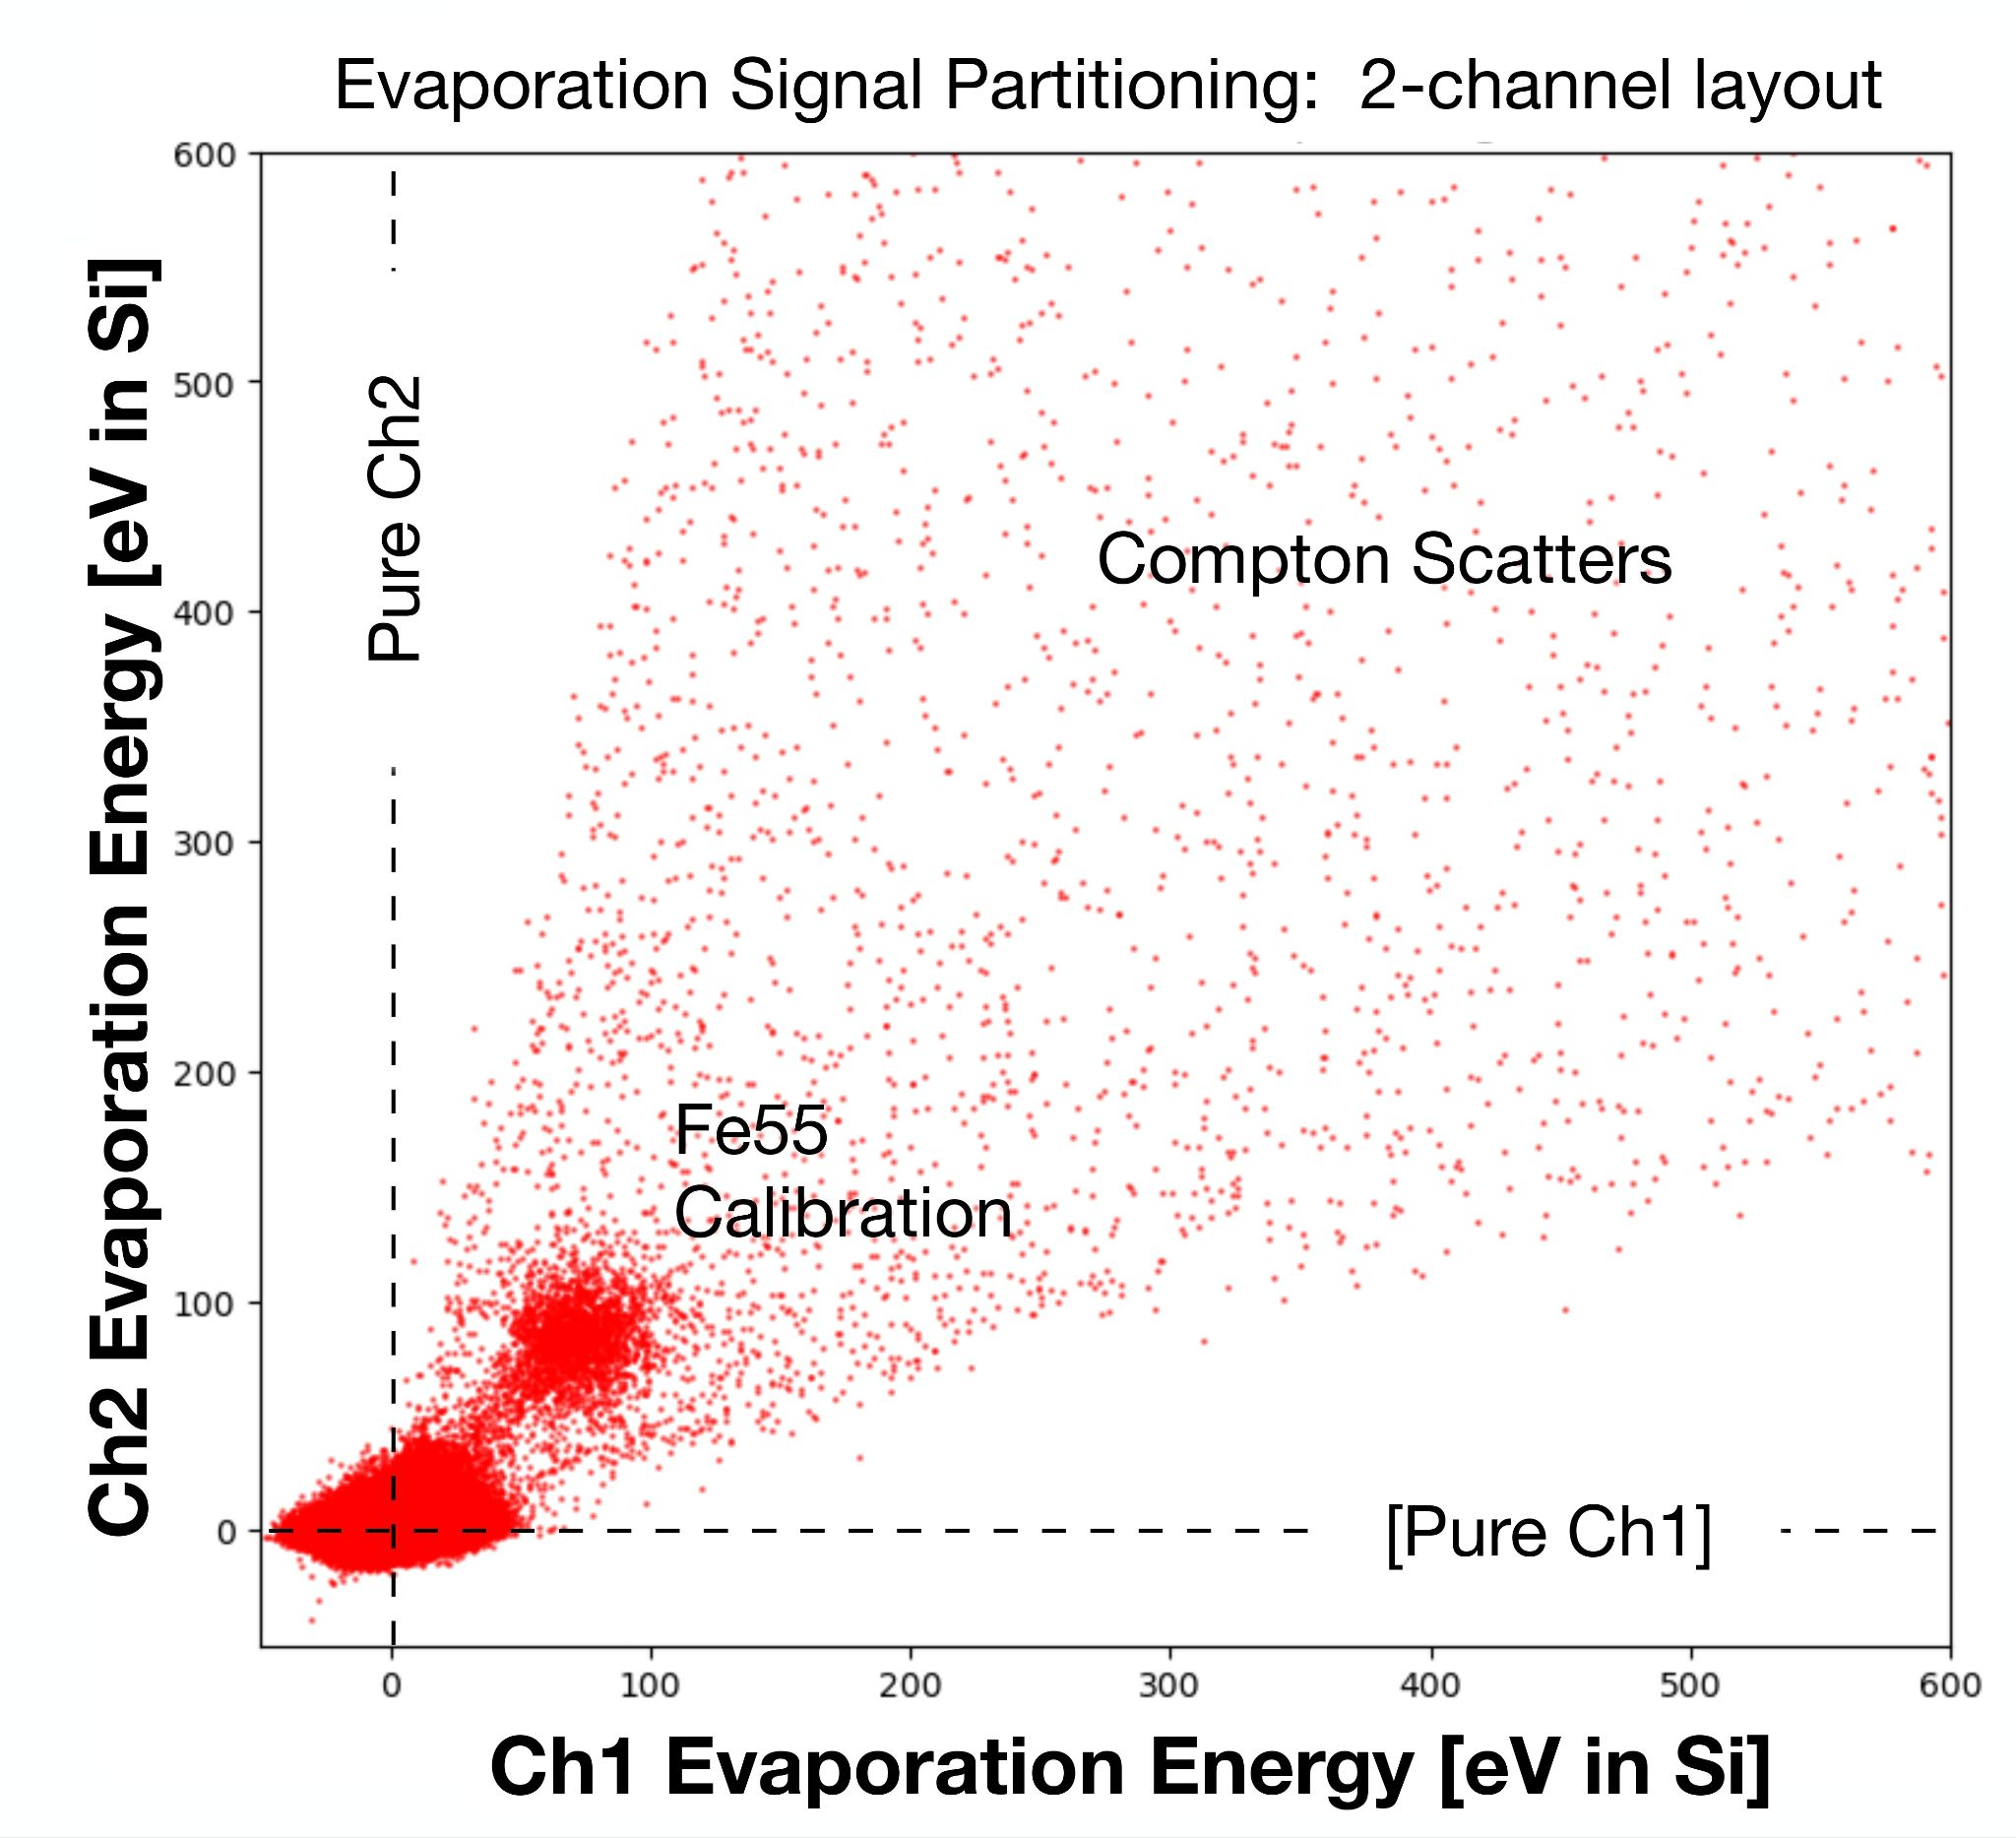 Evaporation Signal Partitioning: 2-channel layout
Ch2 Evaporation Energy [eV in Si]
600
500
400
300
200
100
0
Pure Ch2
Compton Scatters
Fe55
Calibration
[Pure Ch1]
0
100
200
300
400
500
600
Ch1 Evaporation Energy [eV in Si]